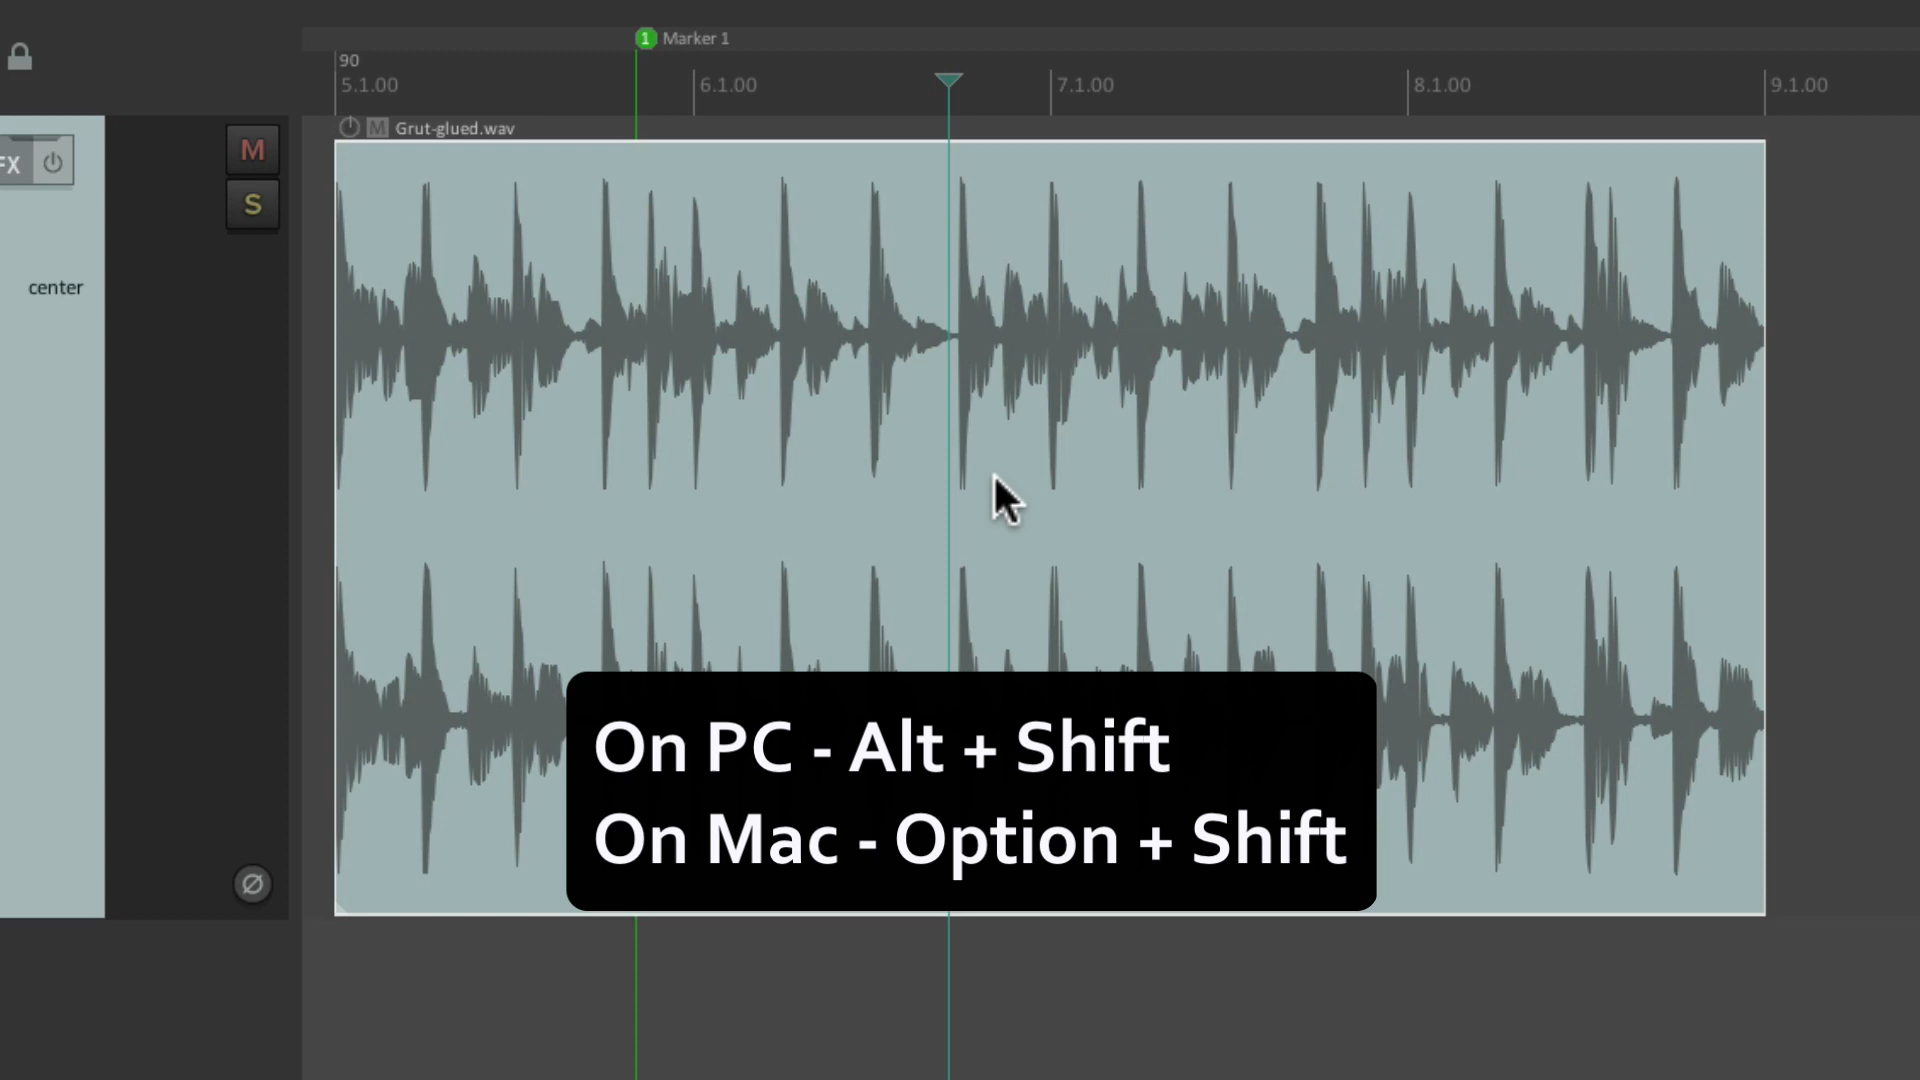 1 Marker 1
90
5.1.00 6.1.00 7.1.00 8.1.00 9.1.00
M Grut-glued.wav
FX
M
S
center
On PC - Alt + Shift
On Mac - Option + Shift